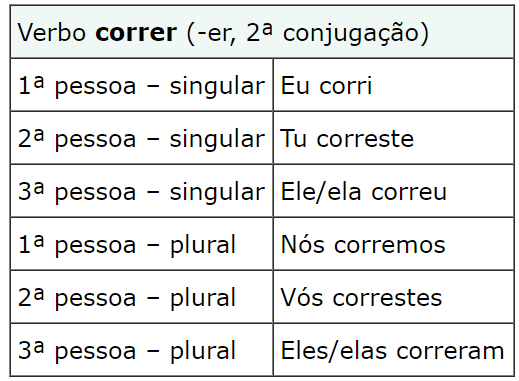 Verbo correr (-er, 2ª conjugação)
1ª pessoa – singular Eu corri
2ª pessoa – singular Tu correste
3ª pessoa – singular Ele/ela correu
1ª pessoa – plural Nós corremos
2ª pessoa – plural Vós correstes
3ª pessoa – plural Eles/elas correram